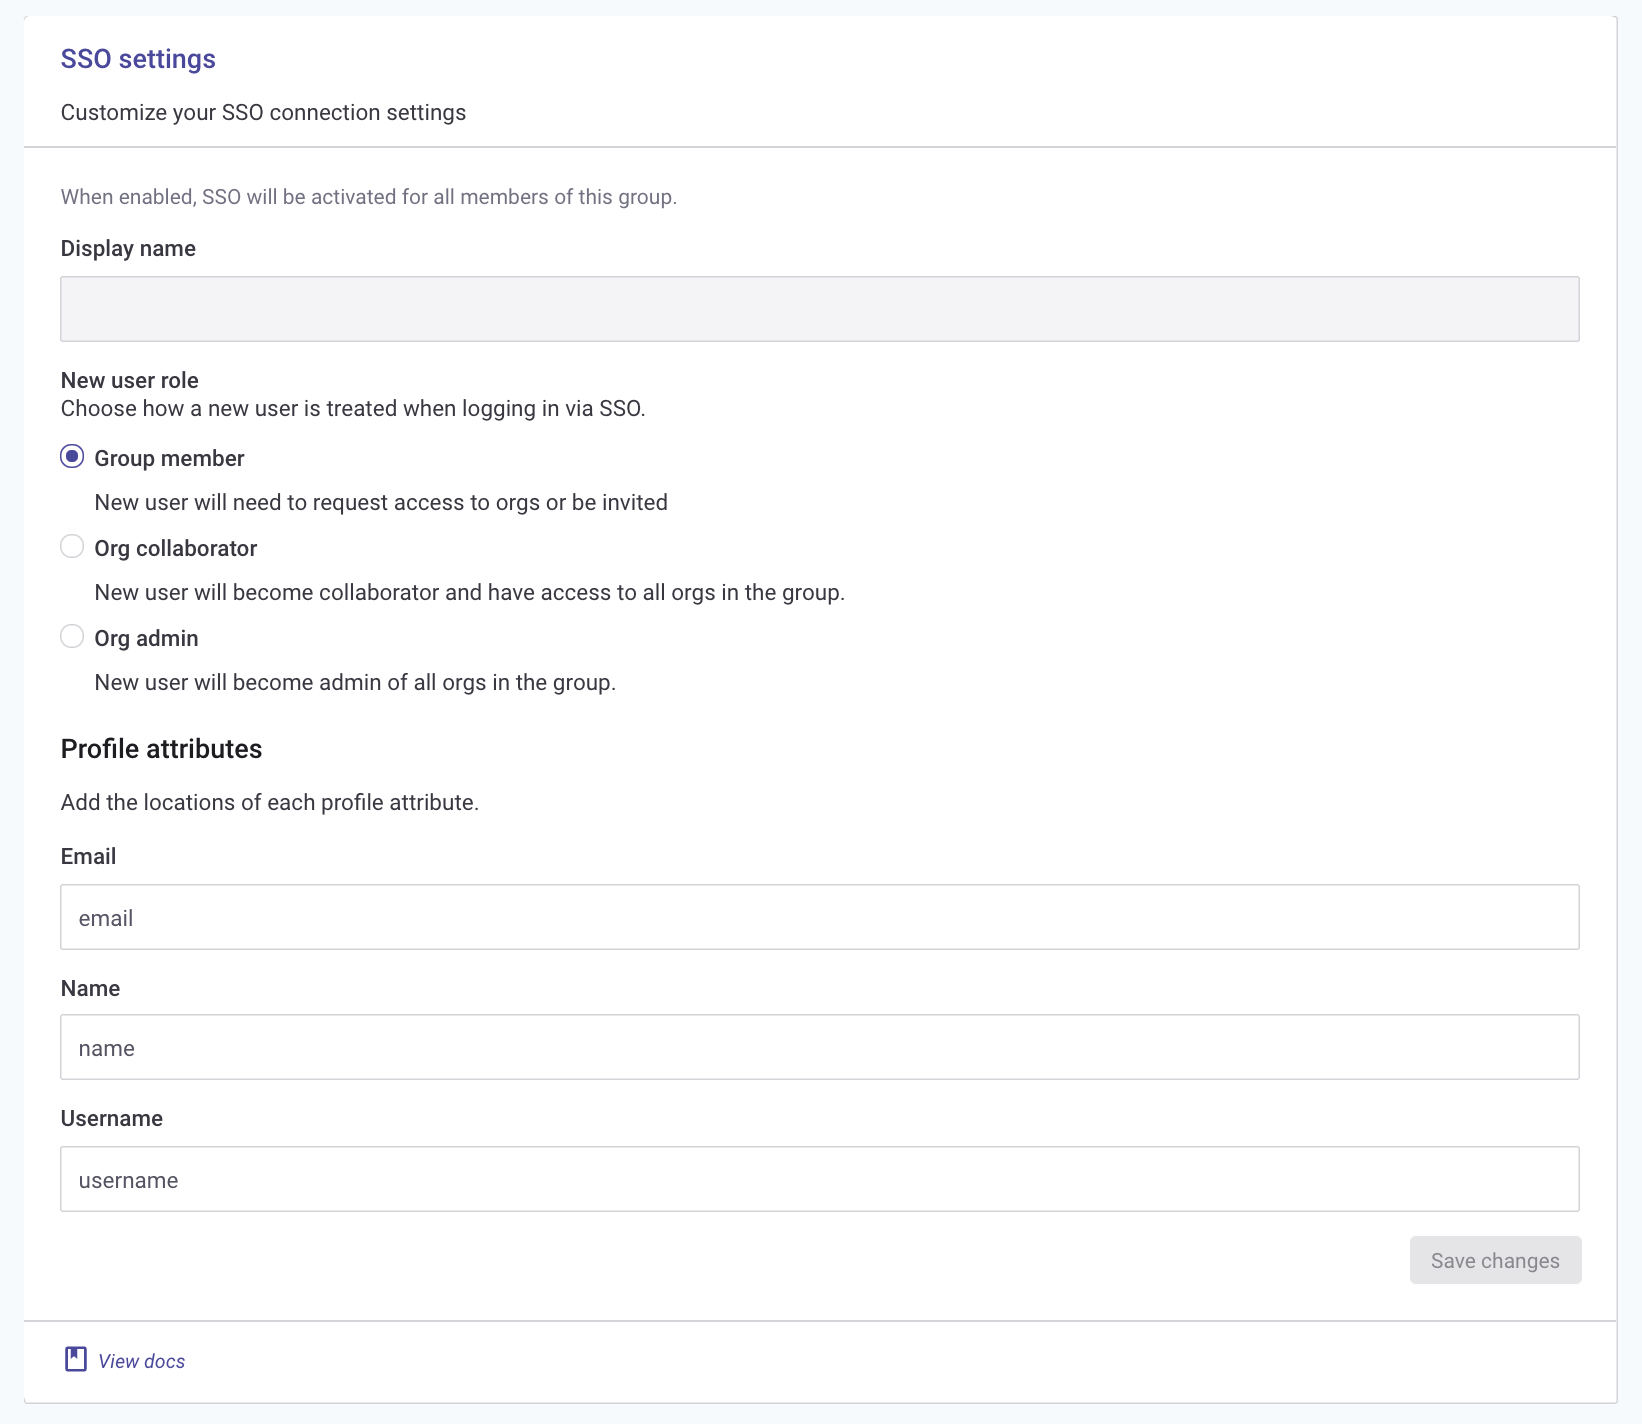 SSO settings
Customize your SSO connection settings
When enabled, SSO will be activated for all members of this group.
Display name
New user role
Choose how a new user is treated when logging in via SSO.
Group member
New user will need to request access to orgs or be invited
Org collaborator
New user will become collaborator and have access to all orgs in the group.
Org admin
New user will become admin of all orgs in the group.
Profile attributes
Add the locations of each profile attribute.
Email
email
Name
name
Username
username
Save changes
View docs